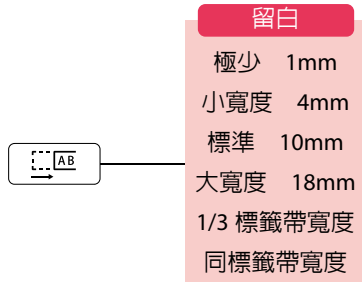 留白
極少 1mm
小寬度 4mm
AB
標準 10mm
大寬度 18mm
1/3 標籤帶寬度
同標籤帶寬度